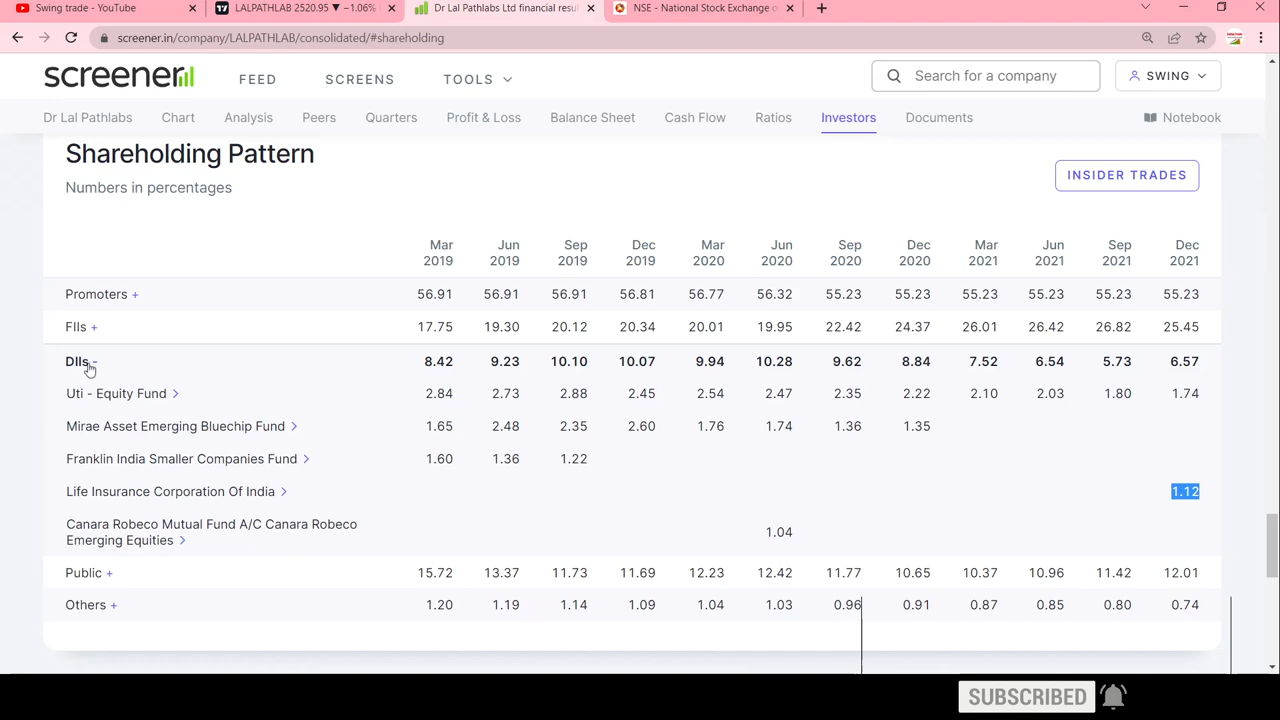 Swing trade - YouTube
LALPATHLAB 2520.95 ▼ −1.06%
Dr Lal Pathlabs Ltd financial resul
NSE - National Stock Exchange o
screener.in/company/LALPATHLAB/consolidated/#shareholding
screener
FEED
SCREENS
TOOLS
Search for a company
SWING
Dr Lal Pathlabs
Chart
Analysis
Peers
Quarters
Profit & Loss
Balance Sheet
Cash Flow
Ratios
Investors
Documents
Notebook
Shareholding Pattern
Numbers in percentages
INSIDER TRADES
Mar Jun Sep Dec Mar Jun Sep Dec Mar Jun Sep Dec
2019 2019 2019 2019 2020 2020 2020 2020 2021 2021 2021 2021
Promoters + 56.91 56.91 56.91 56.81 56.77 56.32 55.23 55.23 55.23 55.23 55.23 55.23
FIIs + 17.75 19.30 20.12 20.34 20.01 19.95 22.42 24.37 26.01 26.42 26.82 25.45
DIIs - 8.42 9.23 10.10 10.07 9.94 10.28 9.62 8.84 7.52 6.54 5.73 6.57
Uti - Equity Fund 2.84 2.73 2.88 2.45 2.54 2.47 2.35 2.22 2.10 2.03 1.80 1.74
Mirae Asset Emerging Bluechip Fund 1.65 2.48 2.35 2.60 1.76 1.74 1.36 1.35
Franklin India Smaller Companies Fund 1.60 1.36 1.22
Life Insurance Corporation Of India 1.12
Canara Robeco Mutual Fund A/C Canara Robeco
Emerging Equities 1.04
Public + 15.72 13.37 11.73 11.69 12.23 12.42 11.77 10.65 10.37 10.96 11.42 12.01
Others + 1.20 1.19 1.14 1.09 1.04 1.03 0.96 0.91 0.87 0.85 0.80 0.74
SUBSCRIBED